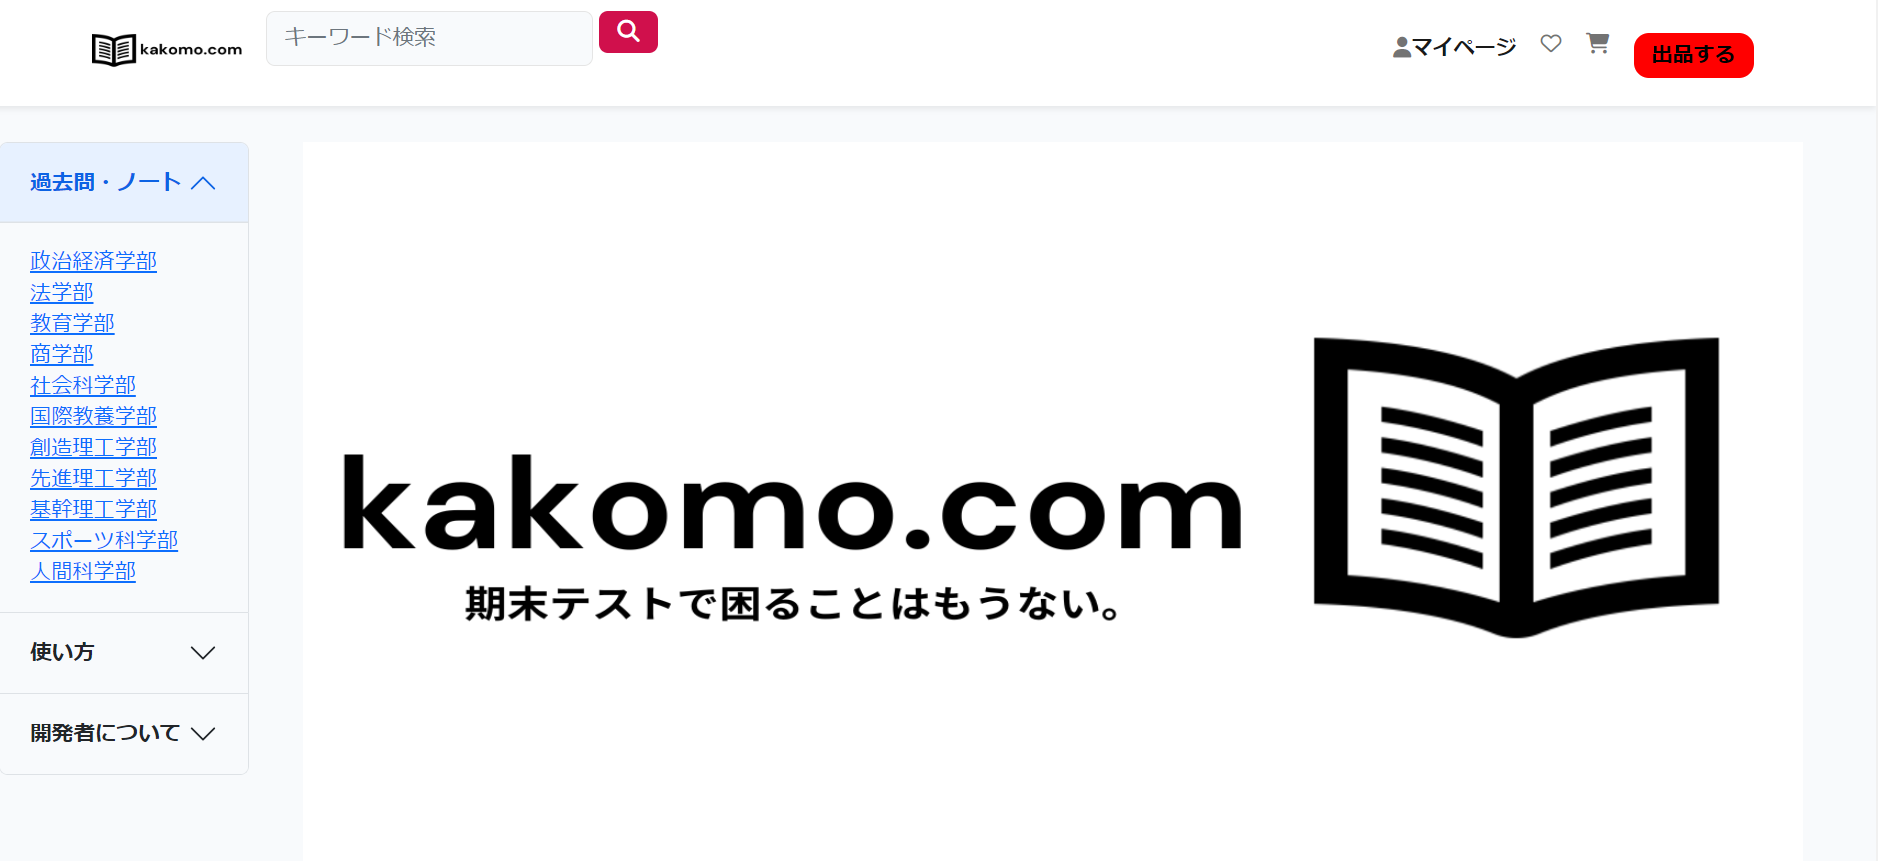 kakomo.com
キーワード検索
マイページ
出品する
過去問・ノート
政治経済学部
法学部
教育学部
商学部
社会科学部
国際教養学部
創造理工学部
先進理工学部
基幹理工学部
スポーツ科学部
人間科学部
使い方
開発者について
kakomo.com
期末テストで困ることはもうない。